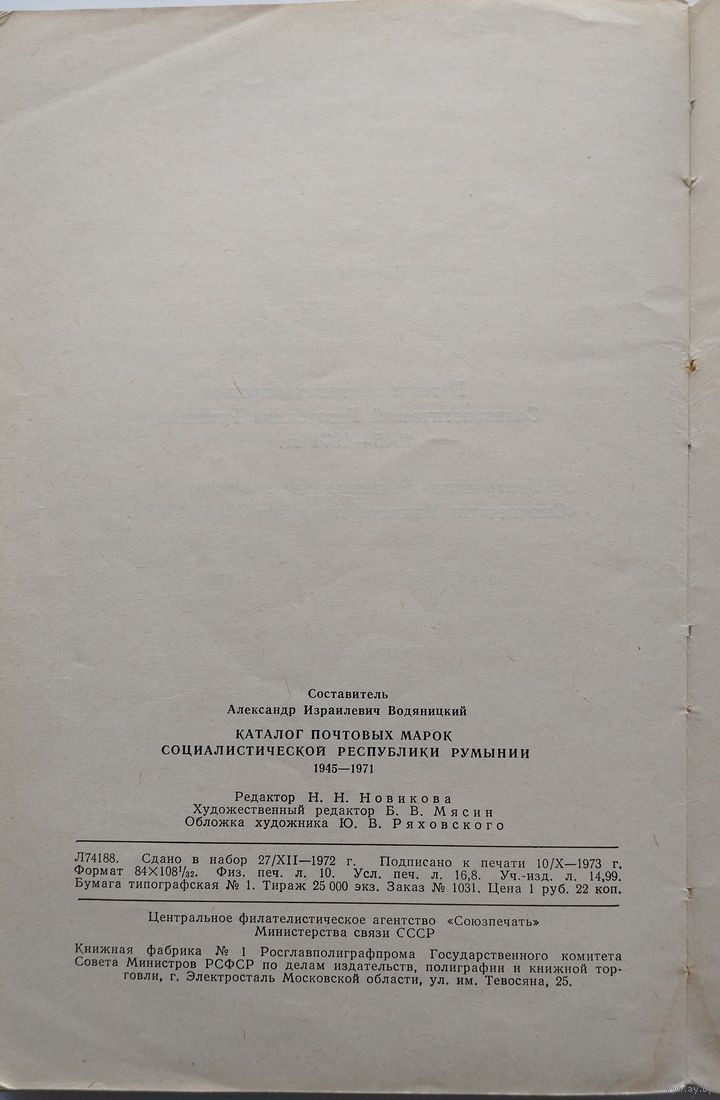 Составитель
Александр Израилевич Водяницкий
КАТАЛОГ ПОЧТОВЫХ МАРОК
СОЦИАЛИСТИЧЕСКОЙ РЕСПУБЛИКИ РУМЫНИИ
1945—1971
Редактор Н. Н. Новикова
Художественный редактор Б. В. Мясин
Обложка художника Ю. В. Ряховского
Л74188. Сдано в набор 27/XII—1972 г. Подписано к печати 10/X—1973 г.
Формат 84×108¹/₃₂. Физ. печ. л. 10. Усл. печ. л. 16,8. Уч.-изд. л. 14,99.
Бумага типографская № 1. Тираж 25 000 экз. Заказ № 1031. Цена 1 руб. 22 коп.
Центральное филателистическое агентство «Союзпечать»
Министерства связи СССР
Книжная фабрика № 1 Росглавполиграфпрома Государственного комитета
Совета Министров РСФСР по делам издательств, полиграфии и книжной тор-
говли, г. Электросталь Московской области, ул. им. Тевосяна, 25.